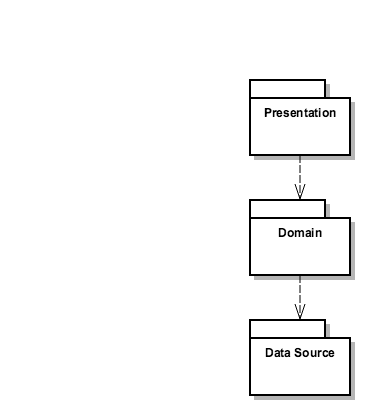 Presentation
Domain
Data Source